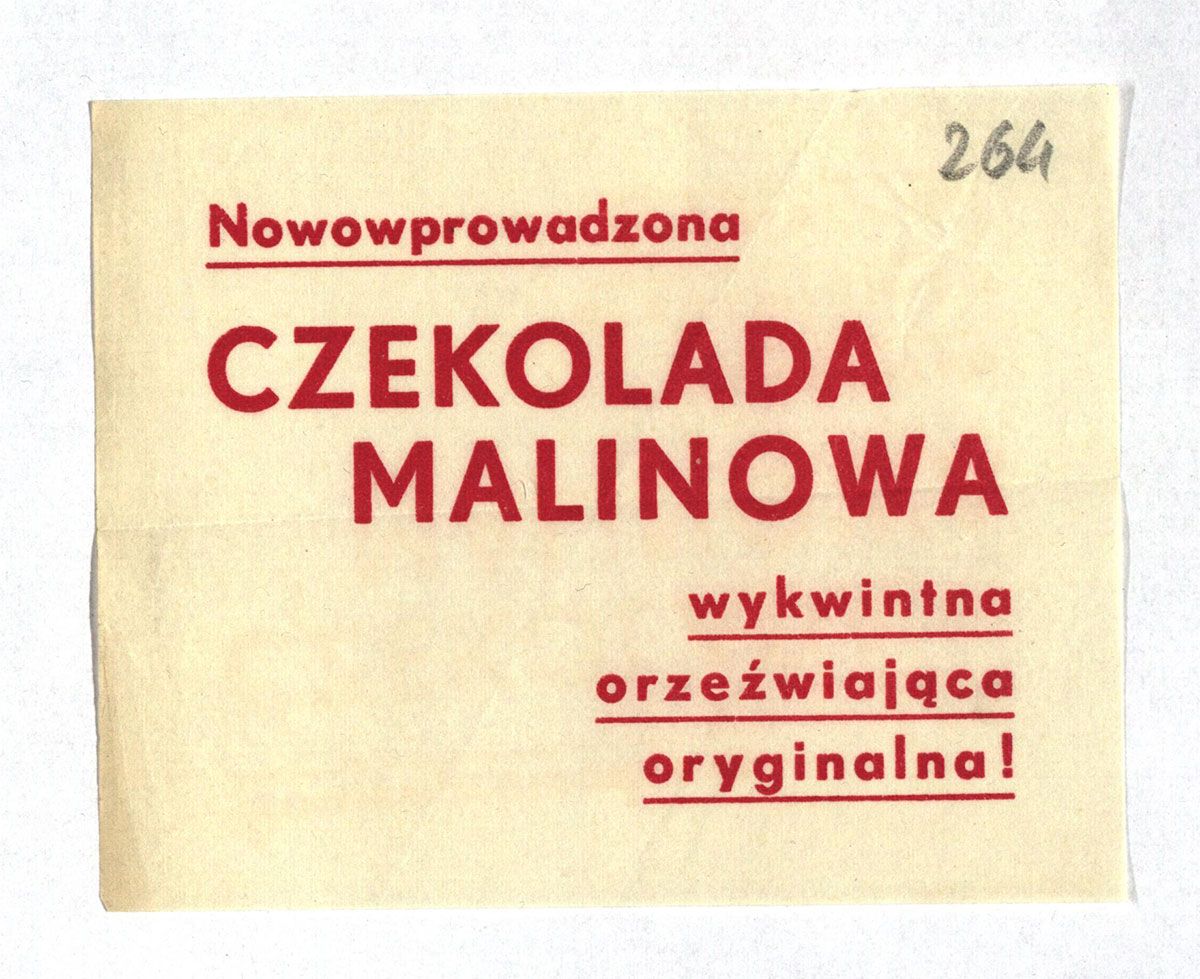 264
Nowowprowadzona
CZEKOLADA
MALINOWA
wykwintna
orzeźwiająca
oryginalna!